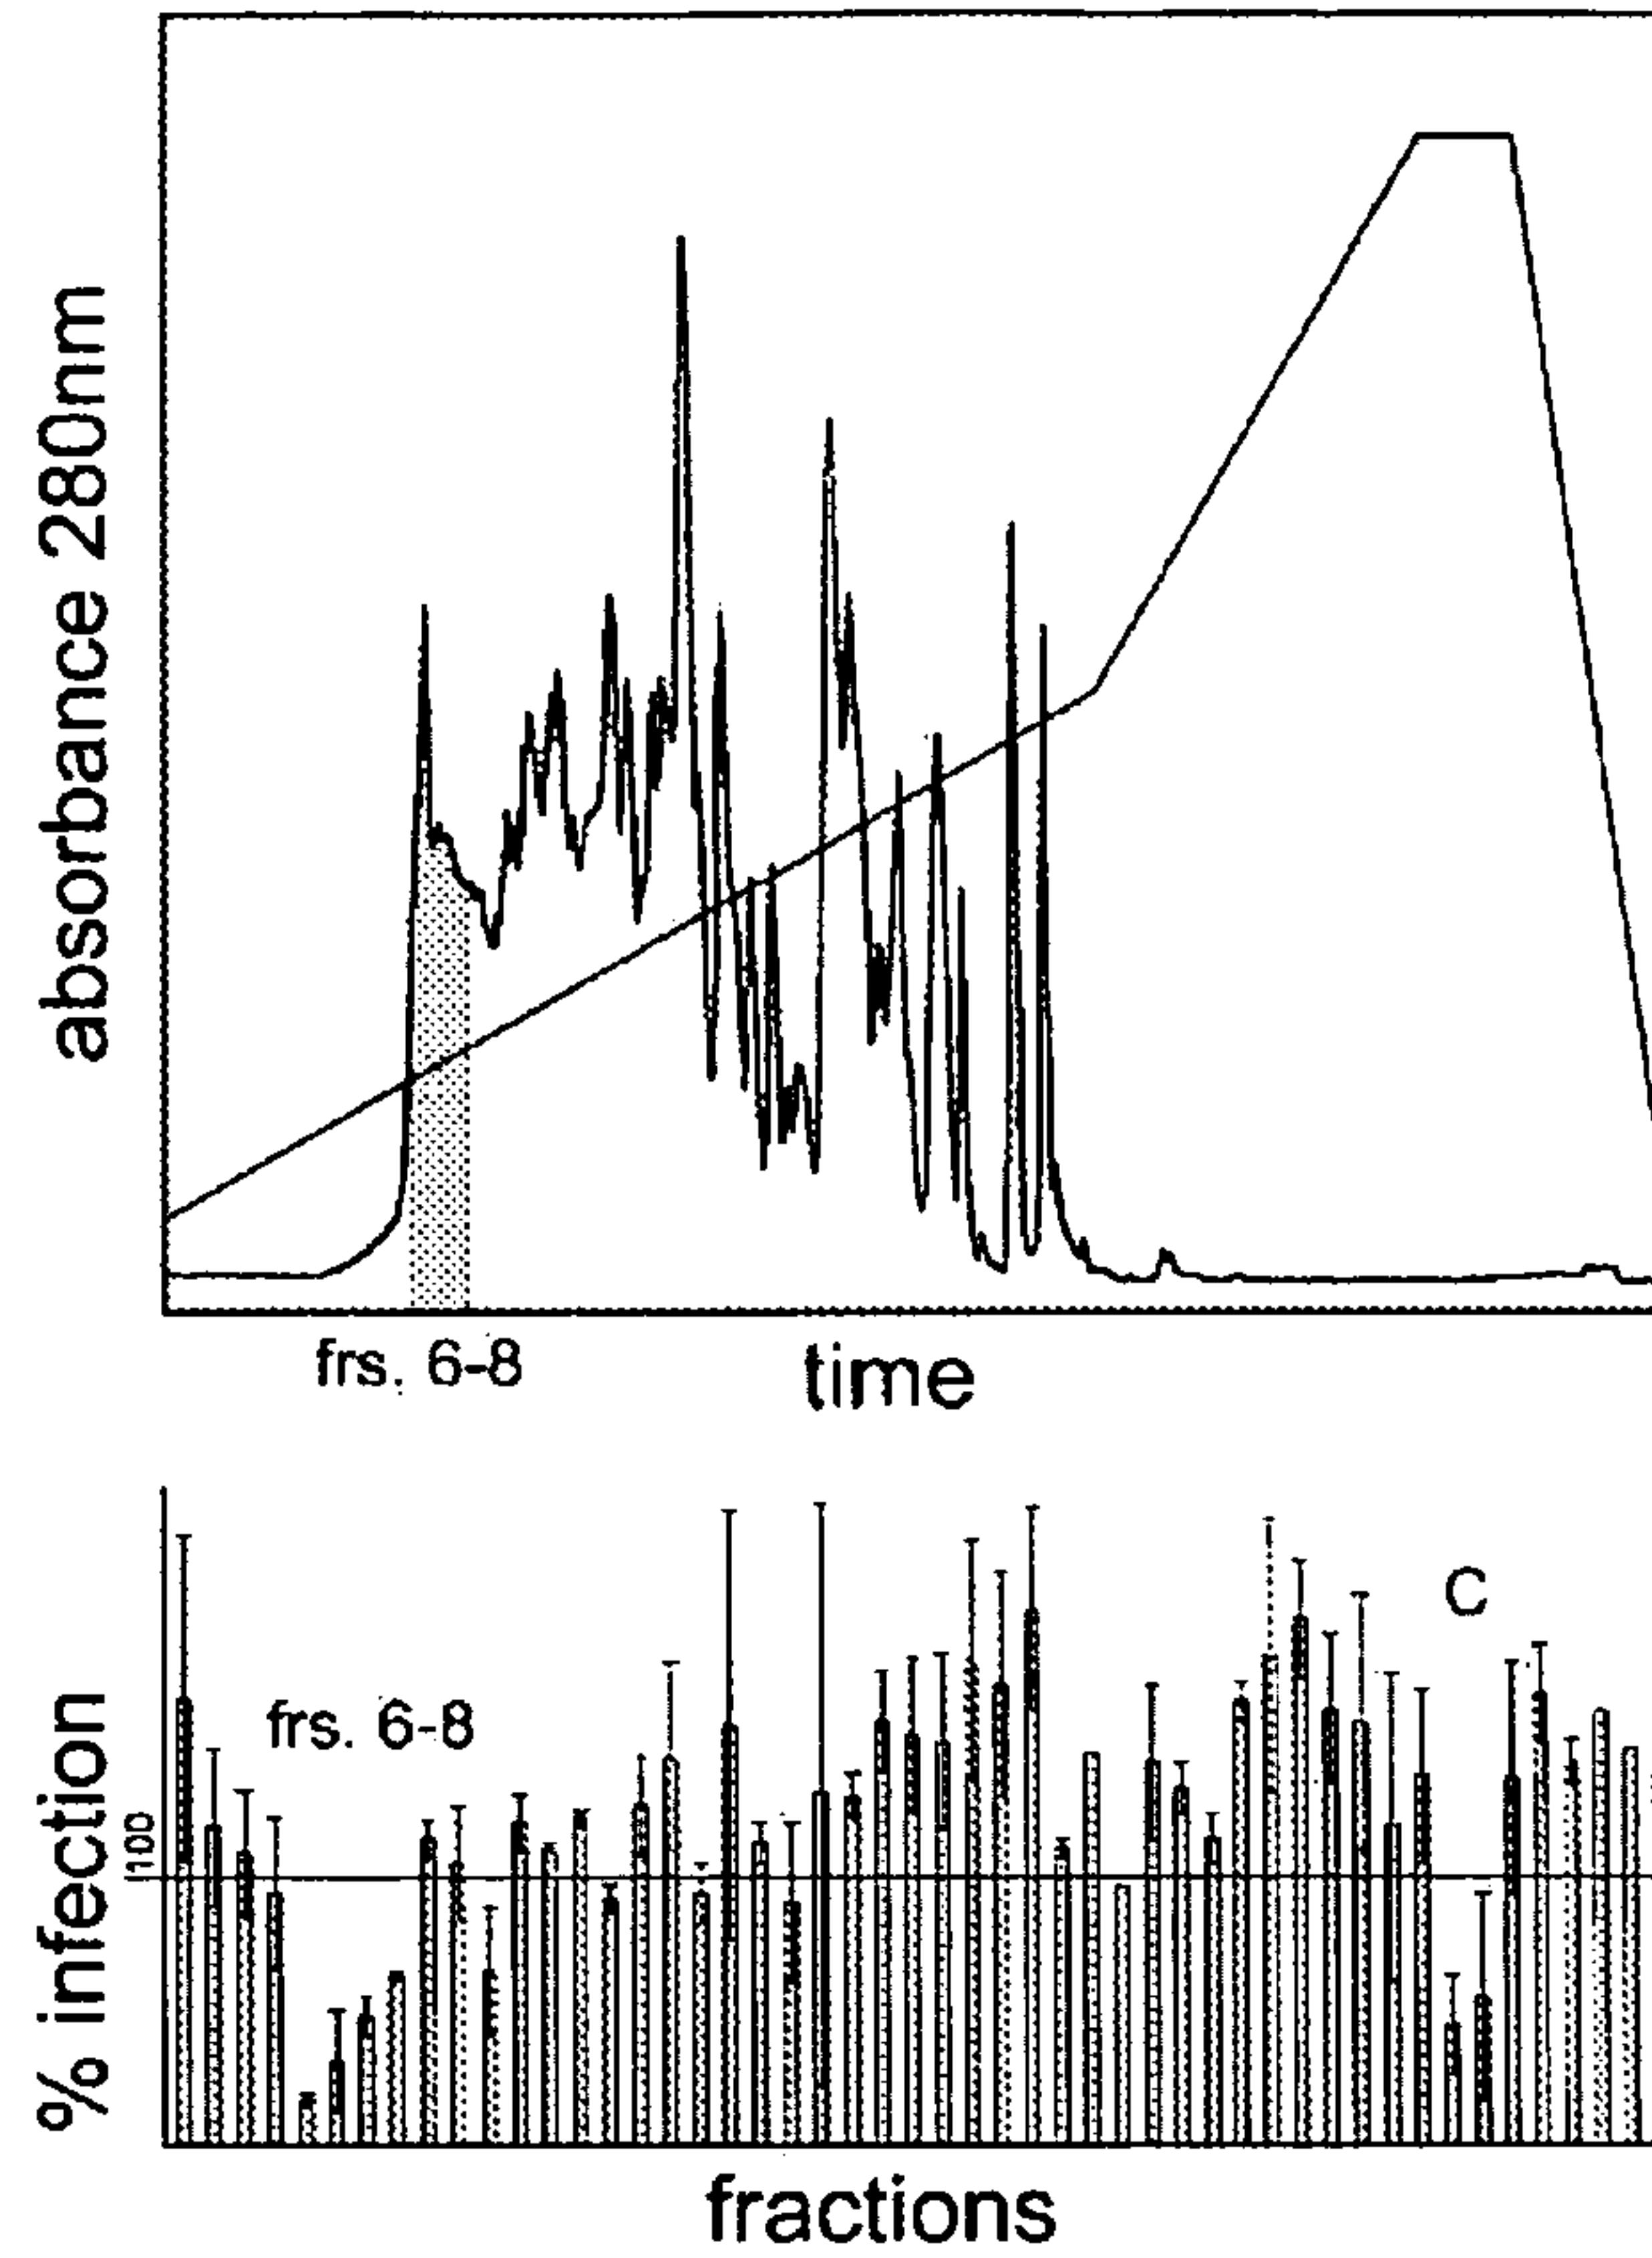 absorbance 280nm
frs. 6-8
time
% infection
100
frs. 6-8
C
fractions